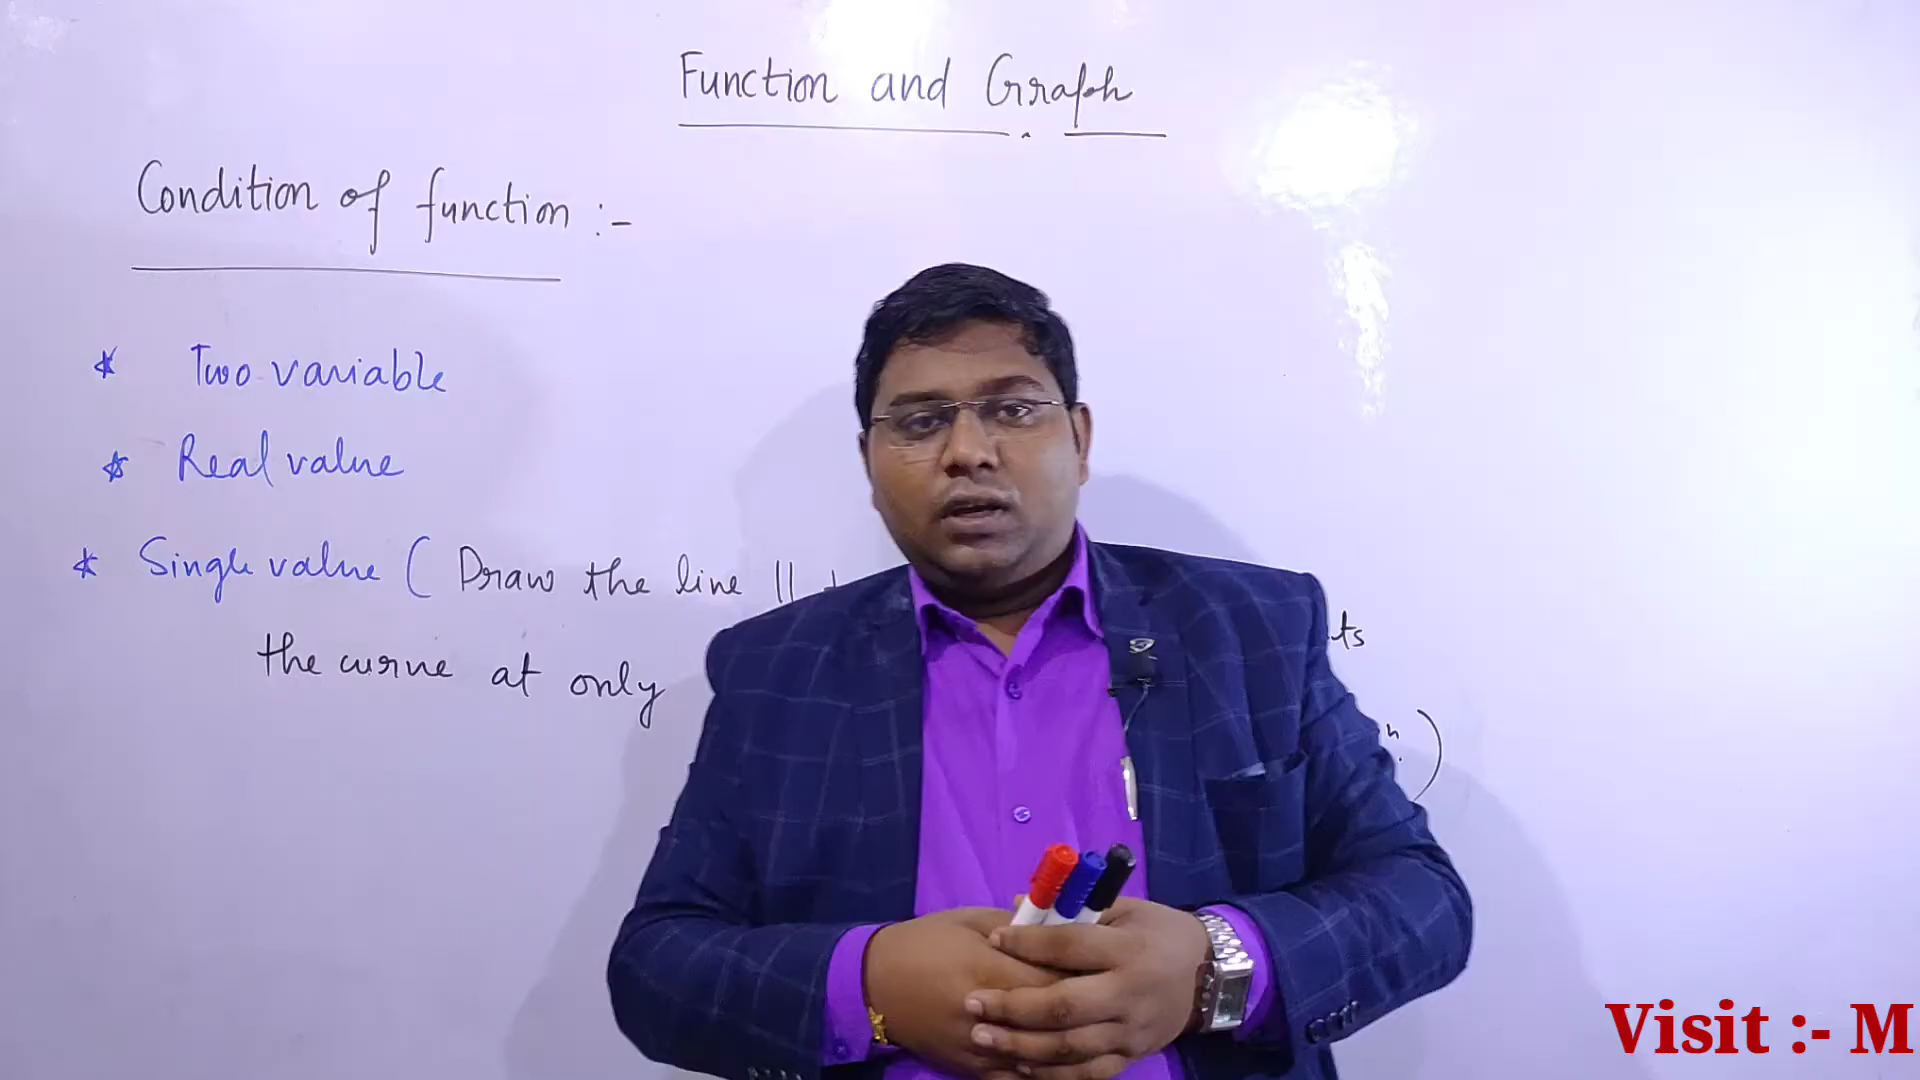 Function and Graph
Condition of function :-
* Two variable
* Real value
* Single value ( Draw the line ||
ts
the curve at only
n )
Visit :- M